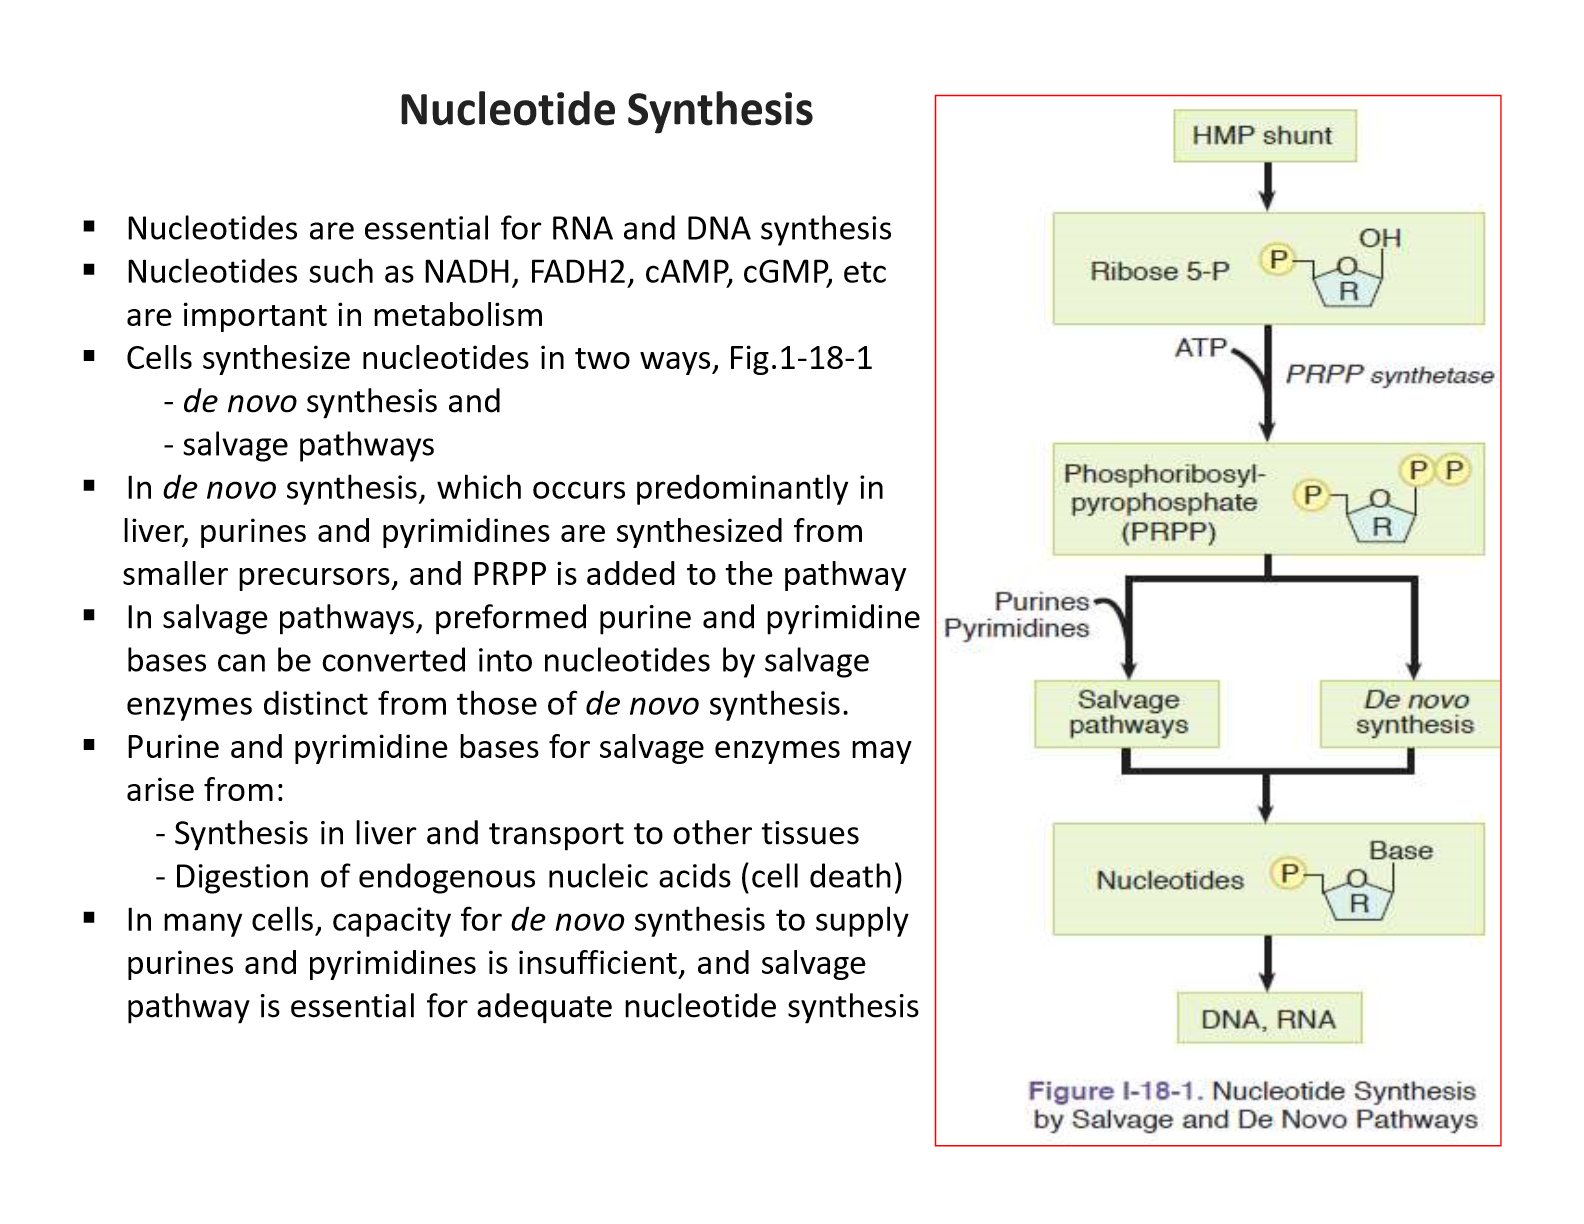 Nucleotide Synthesis
▪ Nucleotides are essential for RNA and DNA synthesis
▪ Nucleotides such as NADH, FADH2, cAMP, cGMP, etc
are important in metabolism
▪ Cells synthesize nucleotides in two ways, Fig.1-18-1
- de novo synthesis and
- salvage pathways
▪ In de novo synthesis, which occurs predominantly in
liver, purines and pyrimidines are synthesized from
smaller precursors, and PRPP is added to the pathway
▪ In salvage pathways, preformed purine and pyrimidine
bases can be converted into nucleotides by salvage
enzymes distinct from those of de novo synthesis.
▪ Purine and pyrimidine bases for salvage enzymes may
arise from:
- Synthesis in liver and transport to other tissues
- Digestion of endogenous nucleic acids (cell death)
▪ In many cells, capacity for de novo synthesis to supply
purines and pyrimidines is insufficient, and salvage
pathway is essential for adequate nucleotide synthesis
HMP shunt
Ribose 5-P
P
O
OH
R
ATP
PRPP synthetase
Phosphoribosyl-
pyrophosphate
(PRPP)
P
O
P P
R
Purines
Pyrimidines
Salvage
pathways
De novo
synthesis
Nucleotides
P
O
Base
R
DNA, RNA
Figure I-18-1. Nucleotide Synthesis
by Salvage and De Novo Pathways